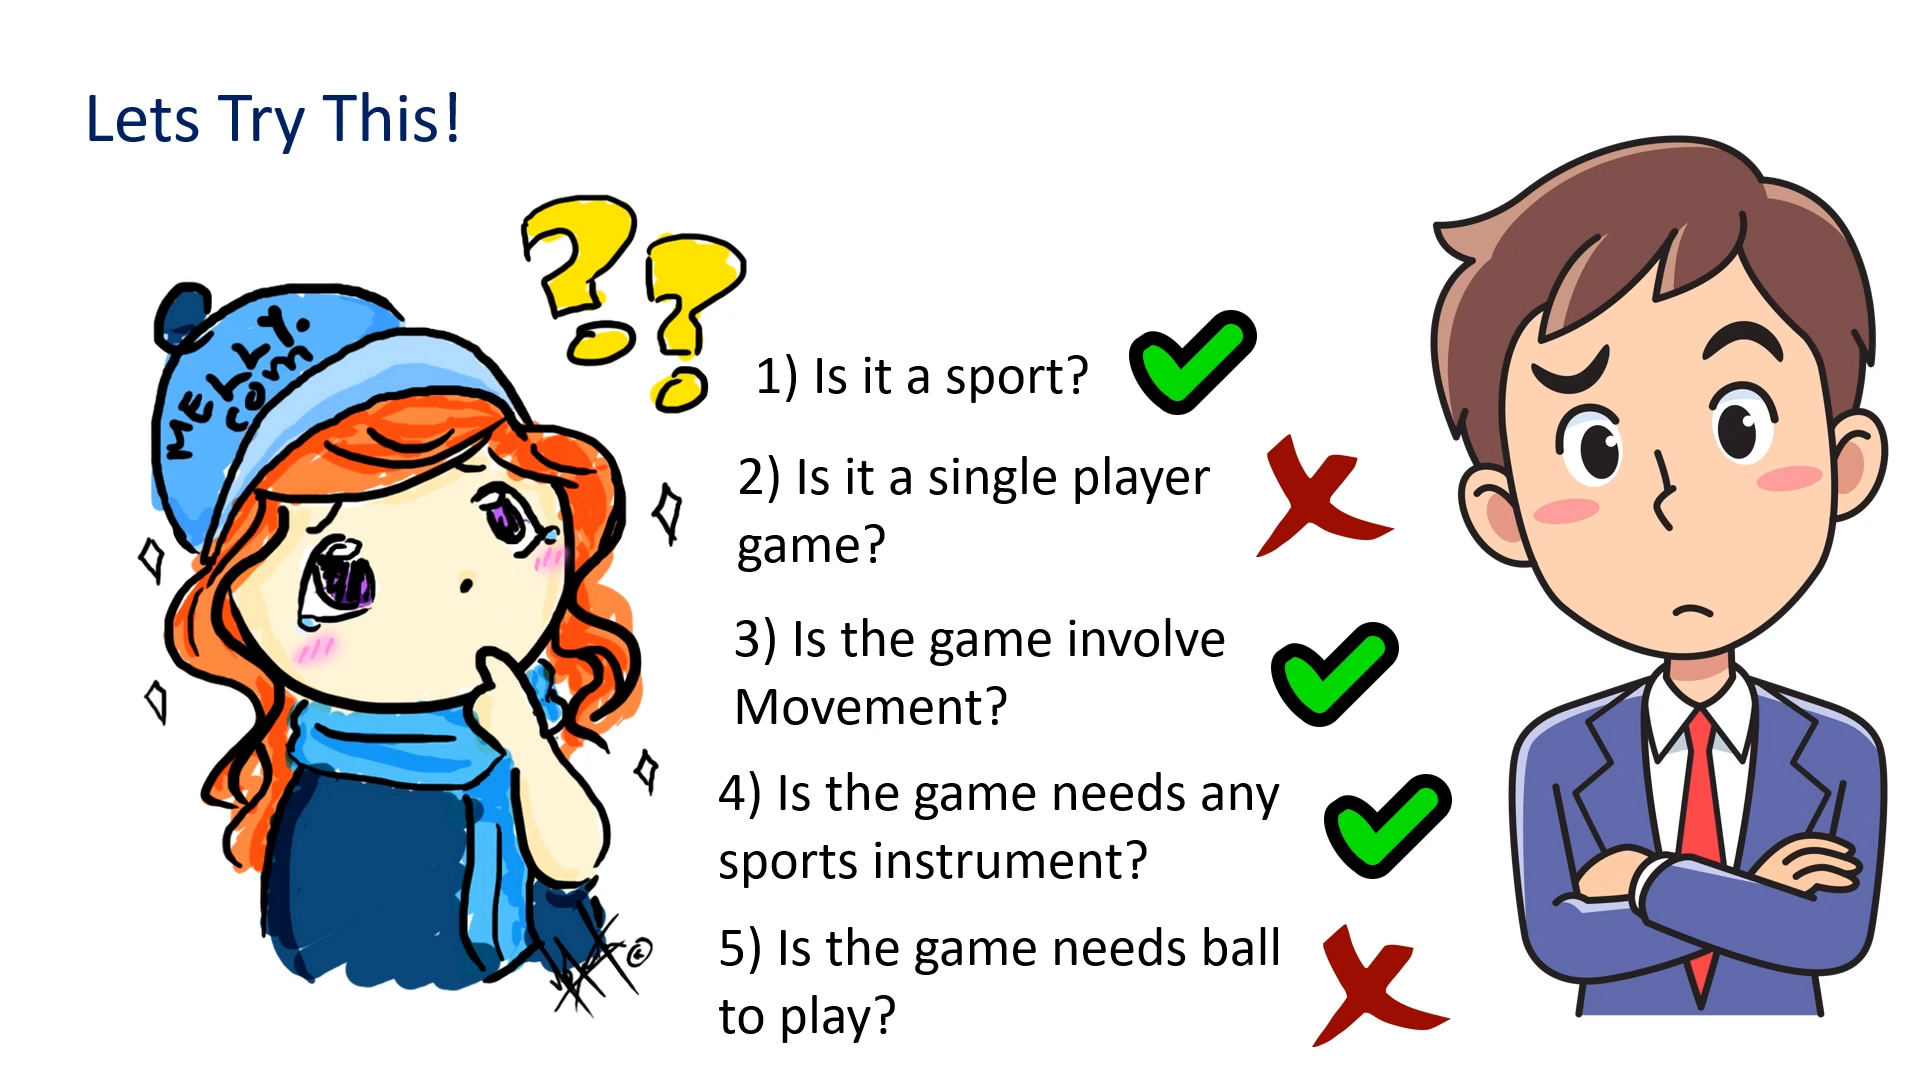 Lets Try This!
MELLY.
com
1) Is it a sport?
2) Is it a single player
game?
3) Is the game involve
Movement?
4) Is the game needs any
sports instrument?
5) Is the game needs ball
to play?
©